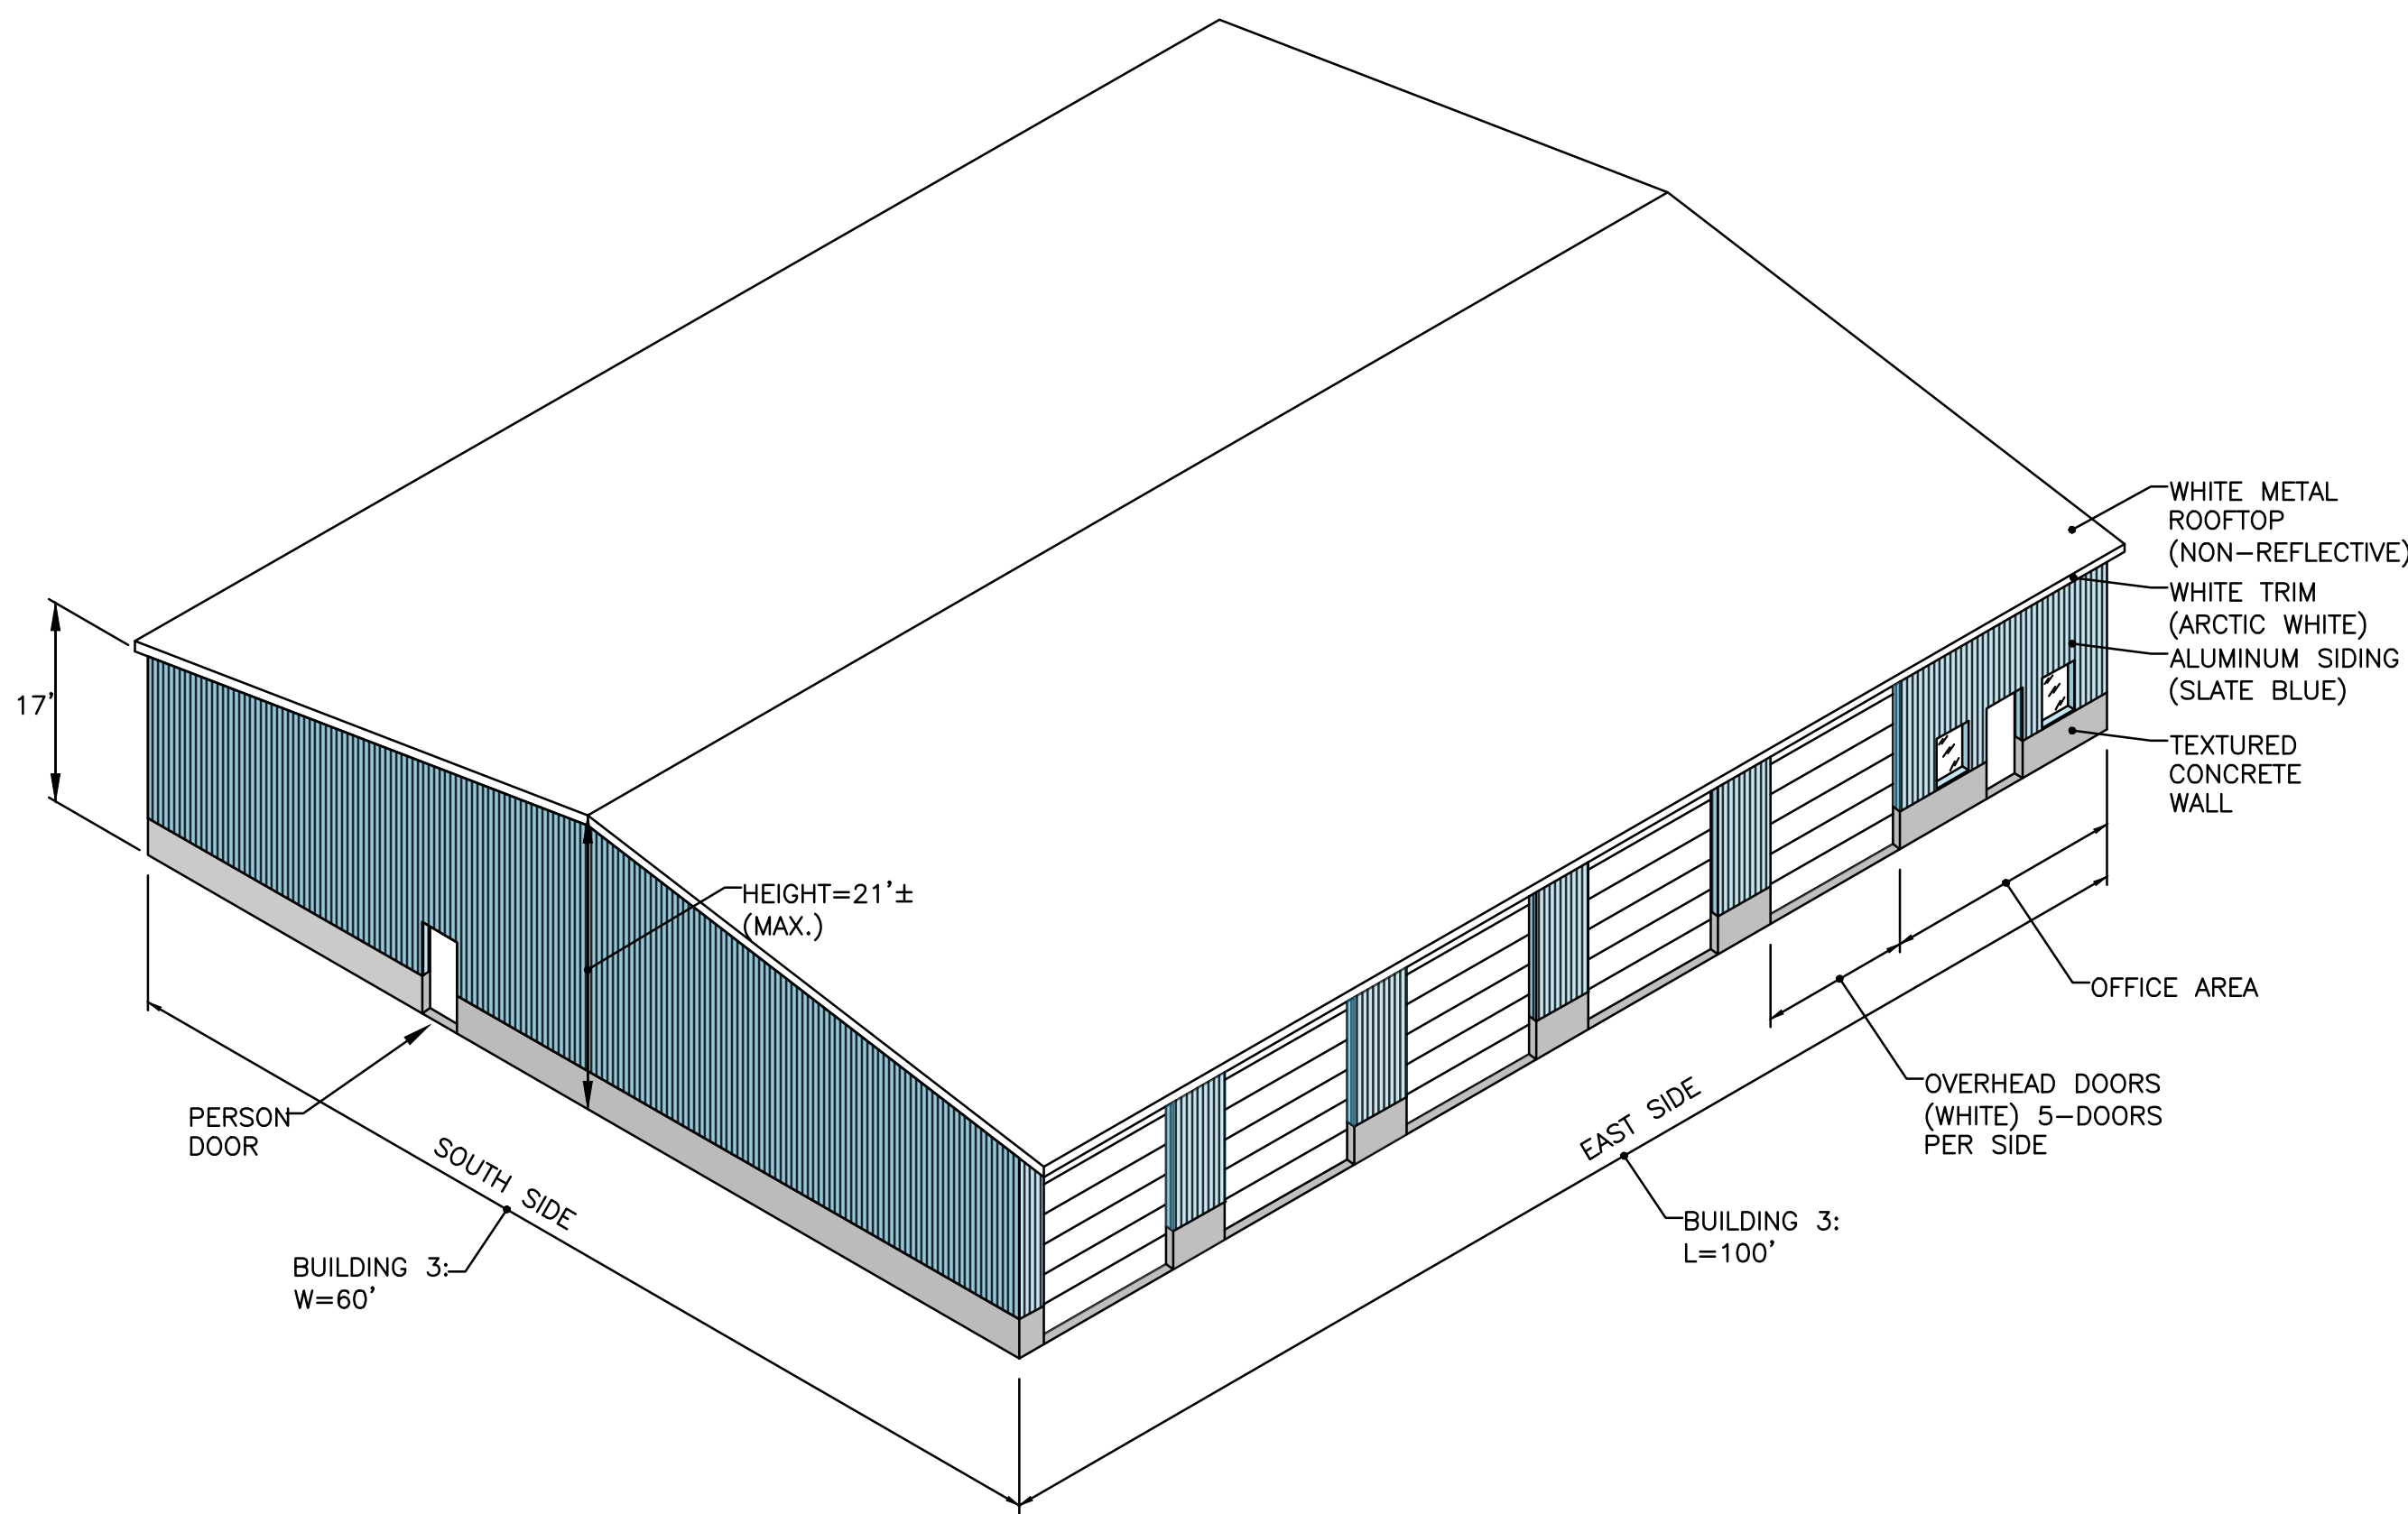 WHITE METAL
ROOFTOP
(NON-REFLECTIVE)
WHITE TRIM
(ARCTIC WHITE)
ALUMINUM SIDING
(SLATE BLUE)
TEXTURED
CONCRETE
WALL
17'
HEIGHT=21'±
(MAX.)
OFFICE AREA
OVERHEAD DOORS
(WHITE) 5-DOORS
PER SIDE
PERSON
DOOR
SOUTH SIDE
EAST SIDE
BUILDING 3:
L=100'
BUILDING 3:
W=60'